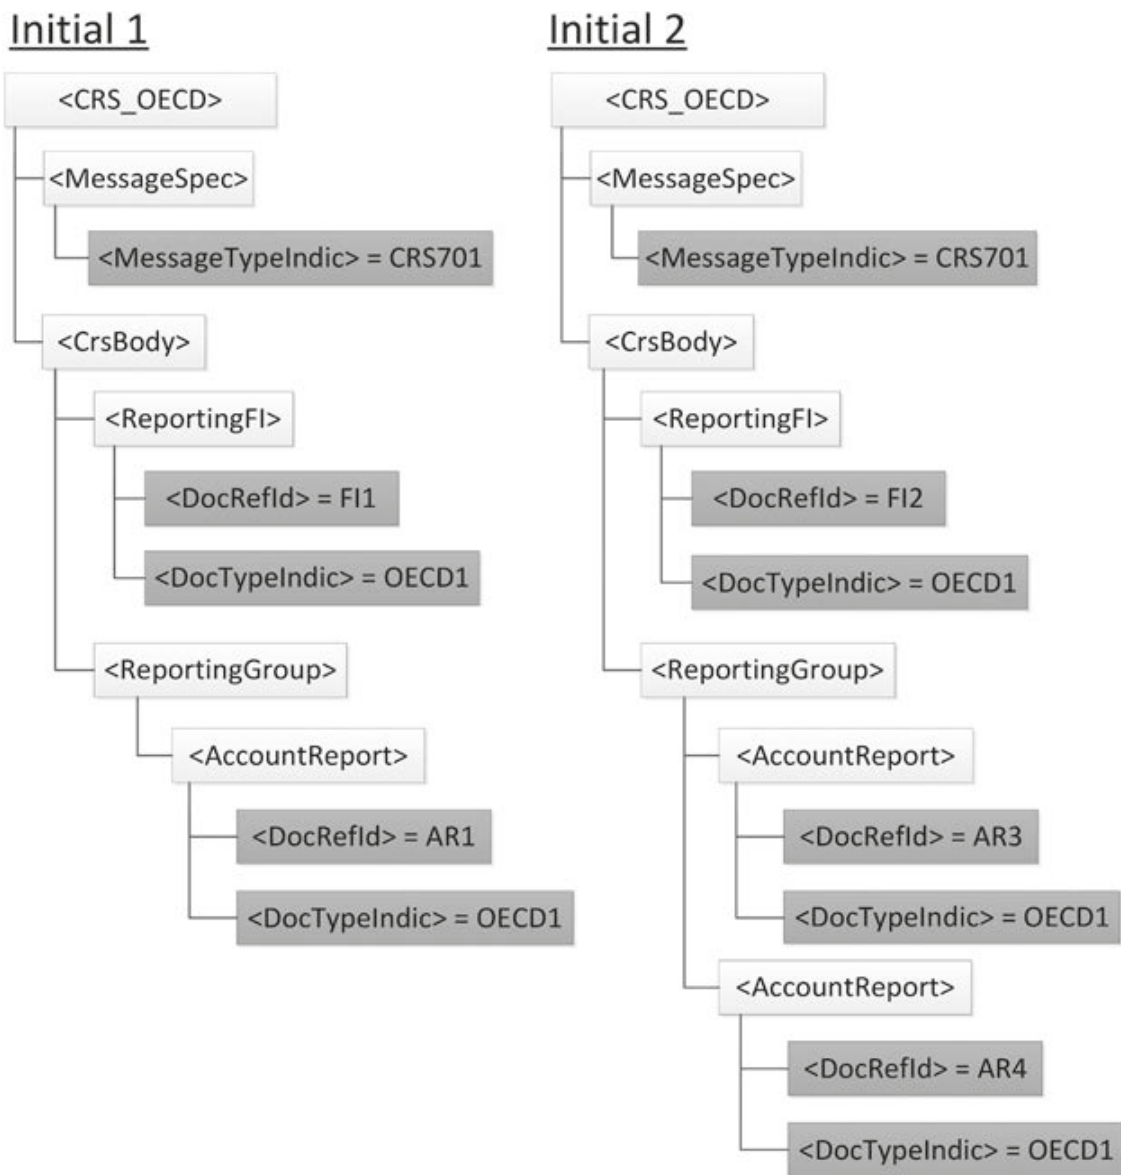 Initial 1
<CRS_OECD>
<MessageSpec>
<MessageTypeIndic> = CRS701
<CrsBody>
<ReportingFI>
<DocRefId> = FI1
<DocTypeIndic> = OECD1
<ReportingGroup>
<AccountReport>
<DocRefId> = AR1
<DocTypeIndic> = OECD1
Initial 2
<CRS_OECD>
<MessageSpec>
<MessageTypeIndic> = CRS701
<CrsBody>
<ReportingFI>
<DocRefId> = FI2
<DocTypeIndic> = OECD1
<ReportingGroup>
<AccountReport>
<DocRefId> = AR3
<DocTypeIndic> = OECD1
<AccountReport>
<DocRefId> = AR4
<DocTypeIndic> = OECD1